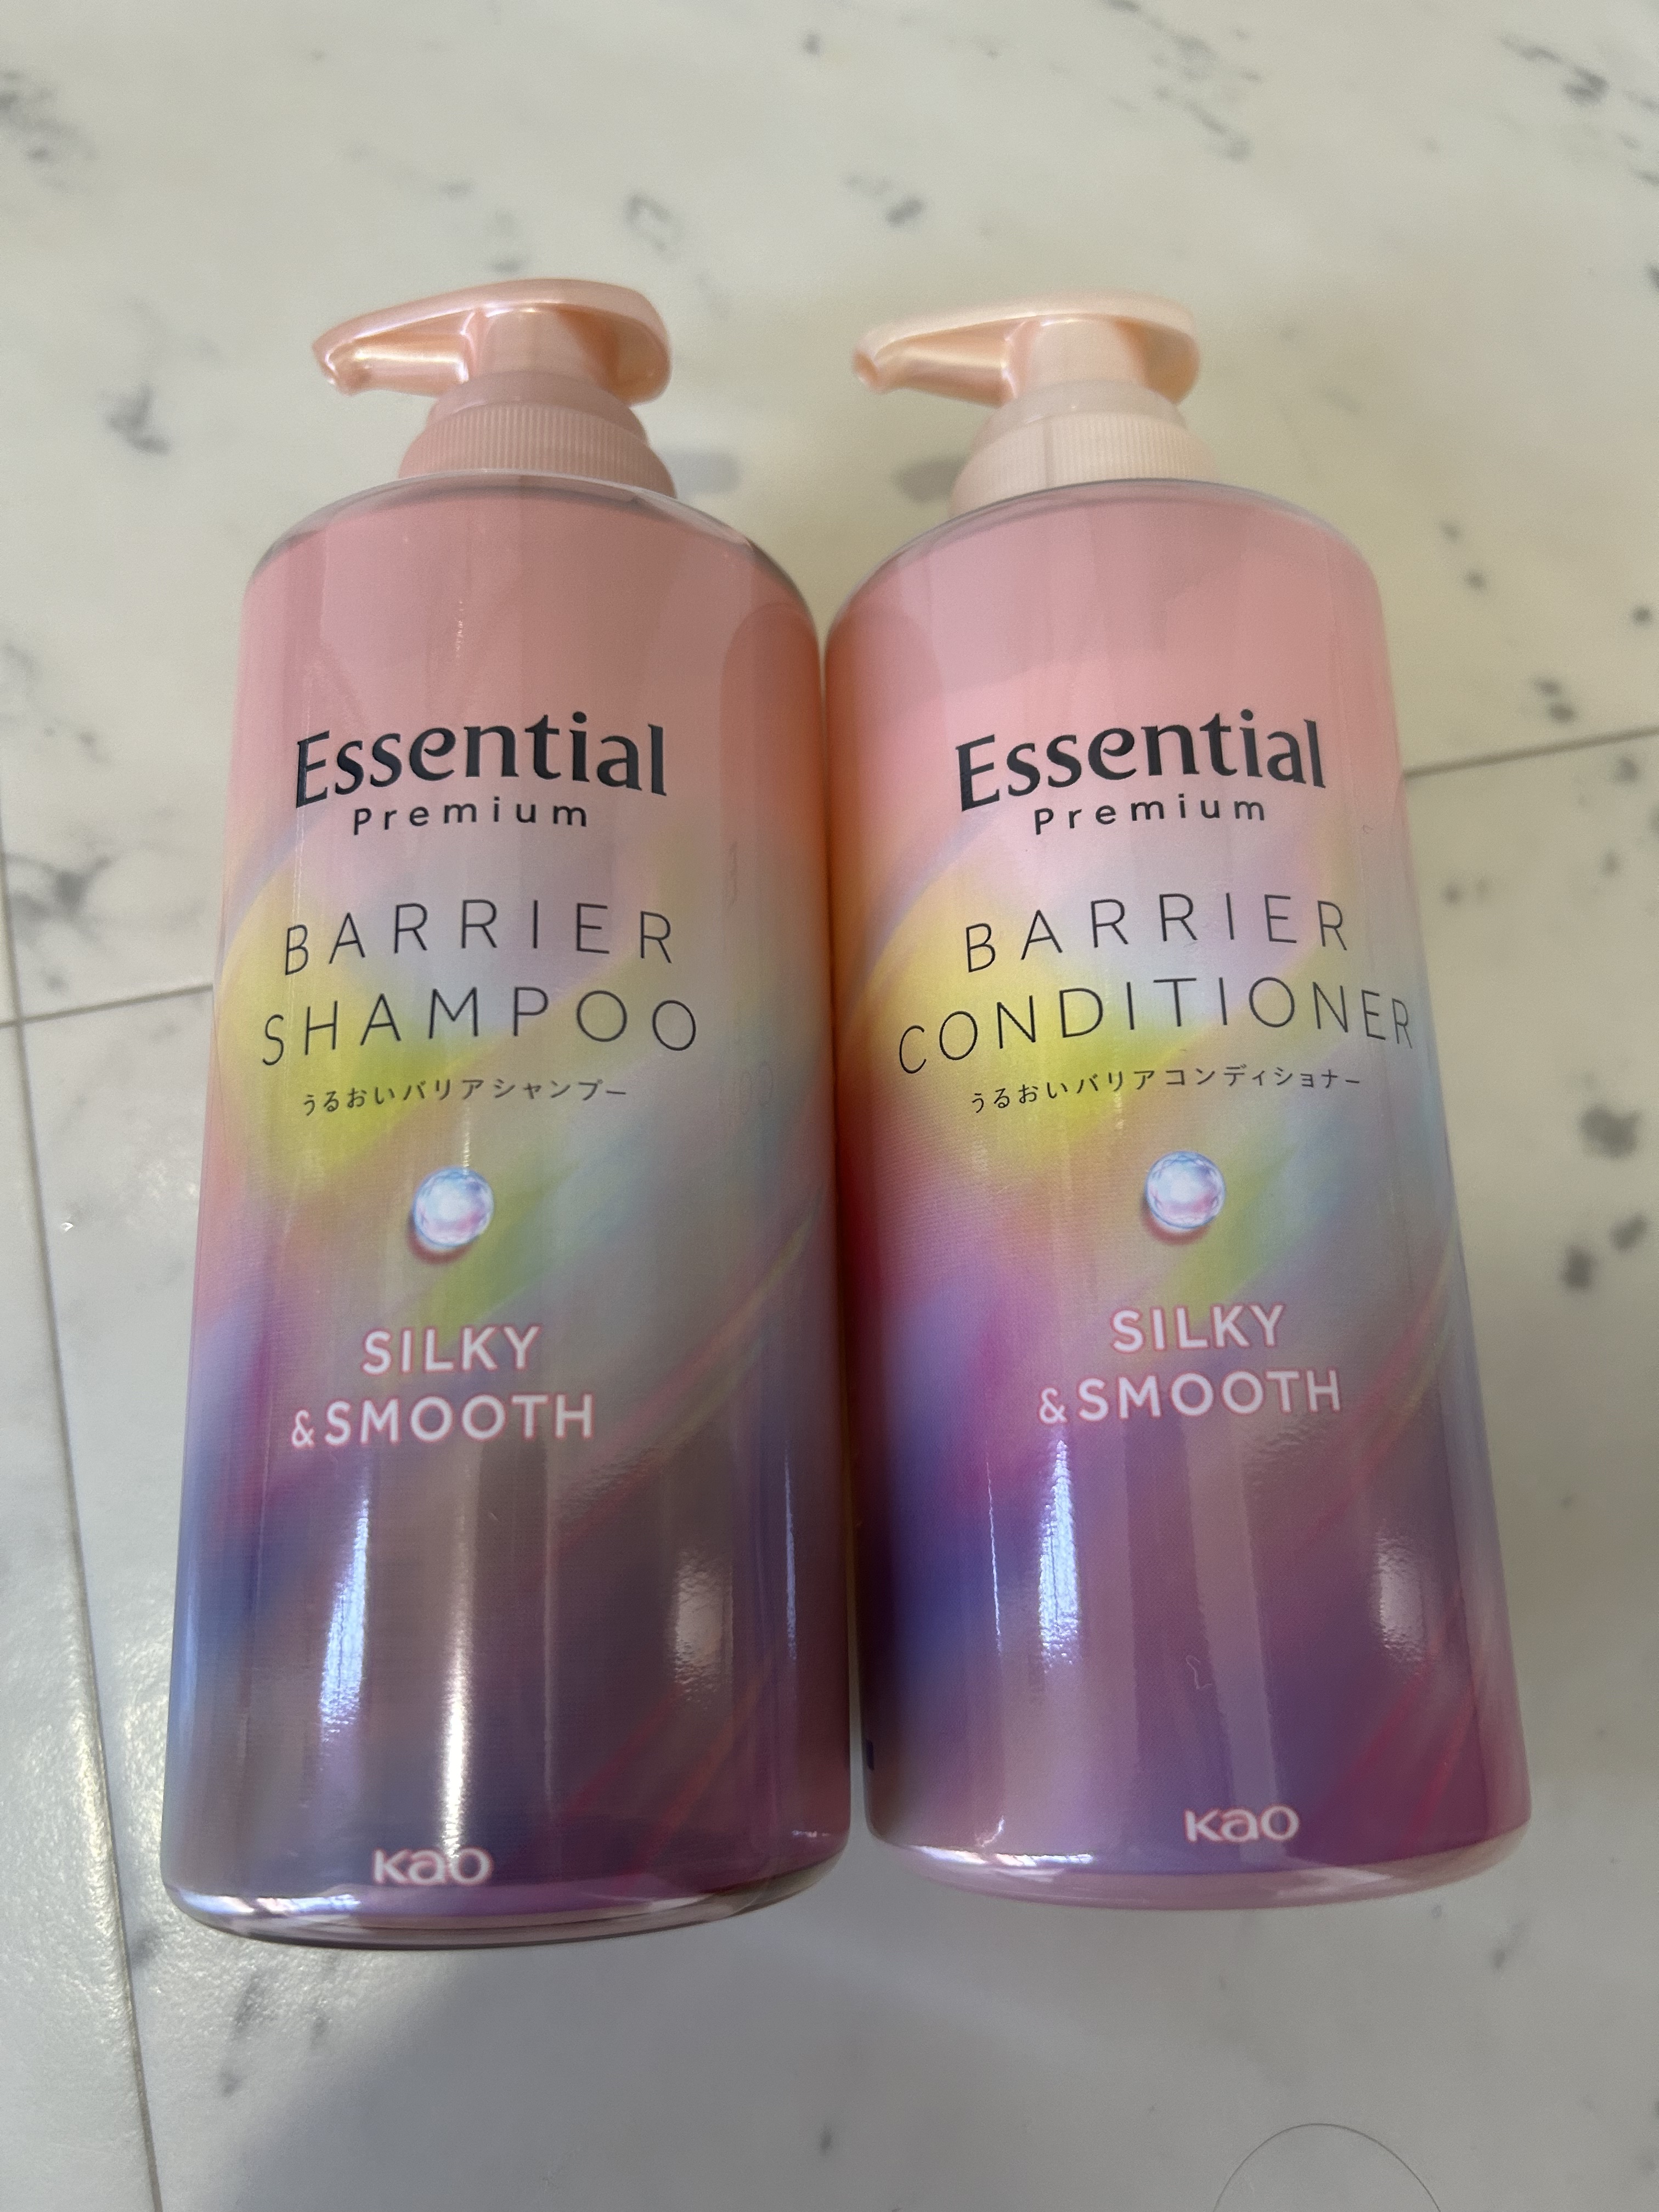 Essential
Premium
BARRIER
SHAMPOO
うるおいバリアシャンプー
SILKY
&SMOOTH
Kao
Essential
Premium
BARRIER
CONDITIONER
うるおいバリアコンディショナー
SILKY
&SMOOTH
Kao